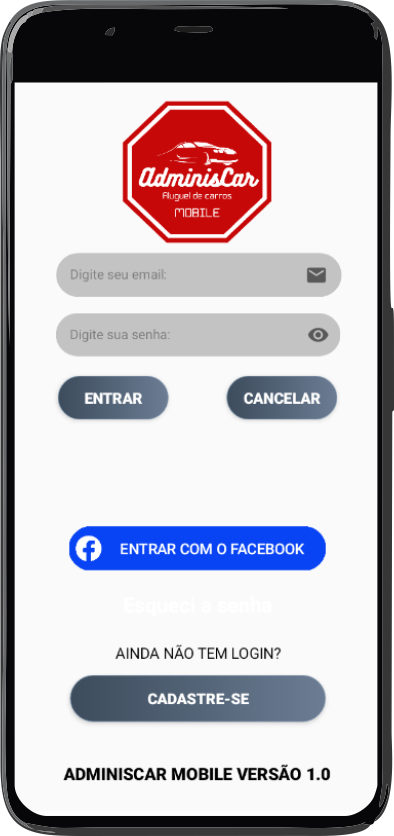 AdminisCar
Aluguel de carros
MOBILE
Digite seu email:
Digite sua senha:
ENTRAR
CANCELAR
ENTRAR COM O FACEBOOK
Esqueci a senha
AINDA NÃO TEM LOGIN?
CADASTRE-SE
ADMINISCAR MOBILE VERSÃO 1.0